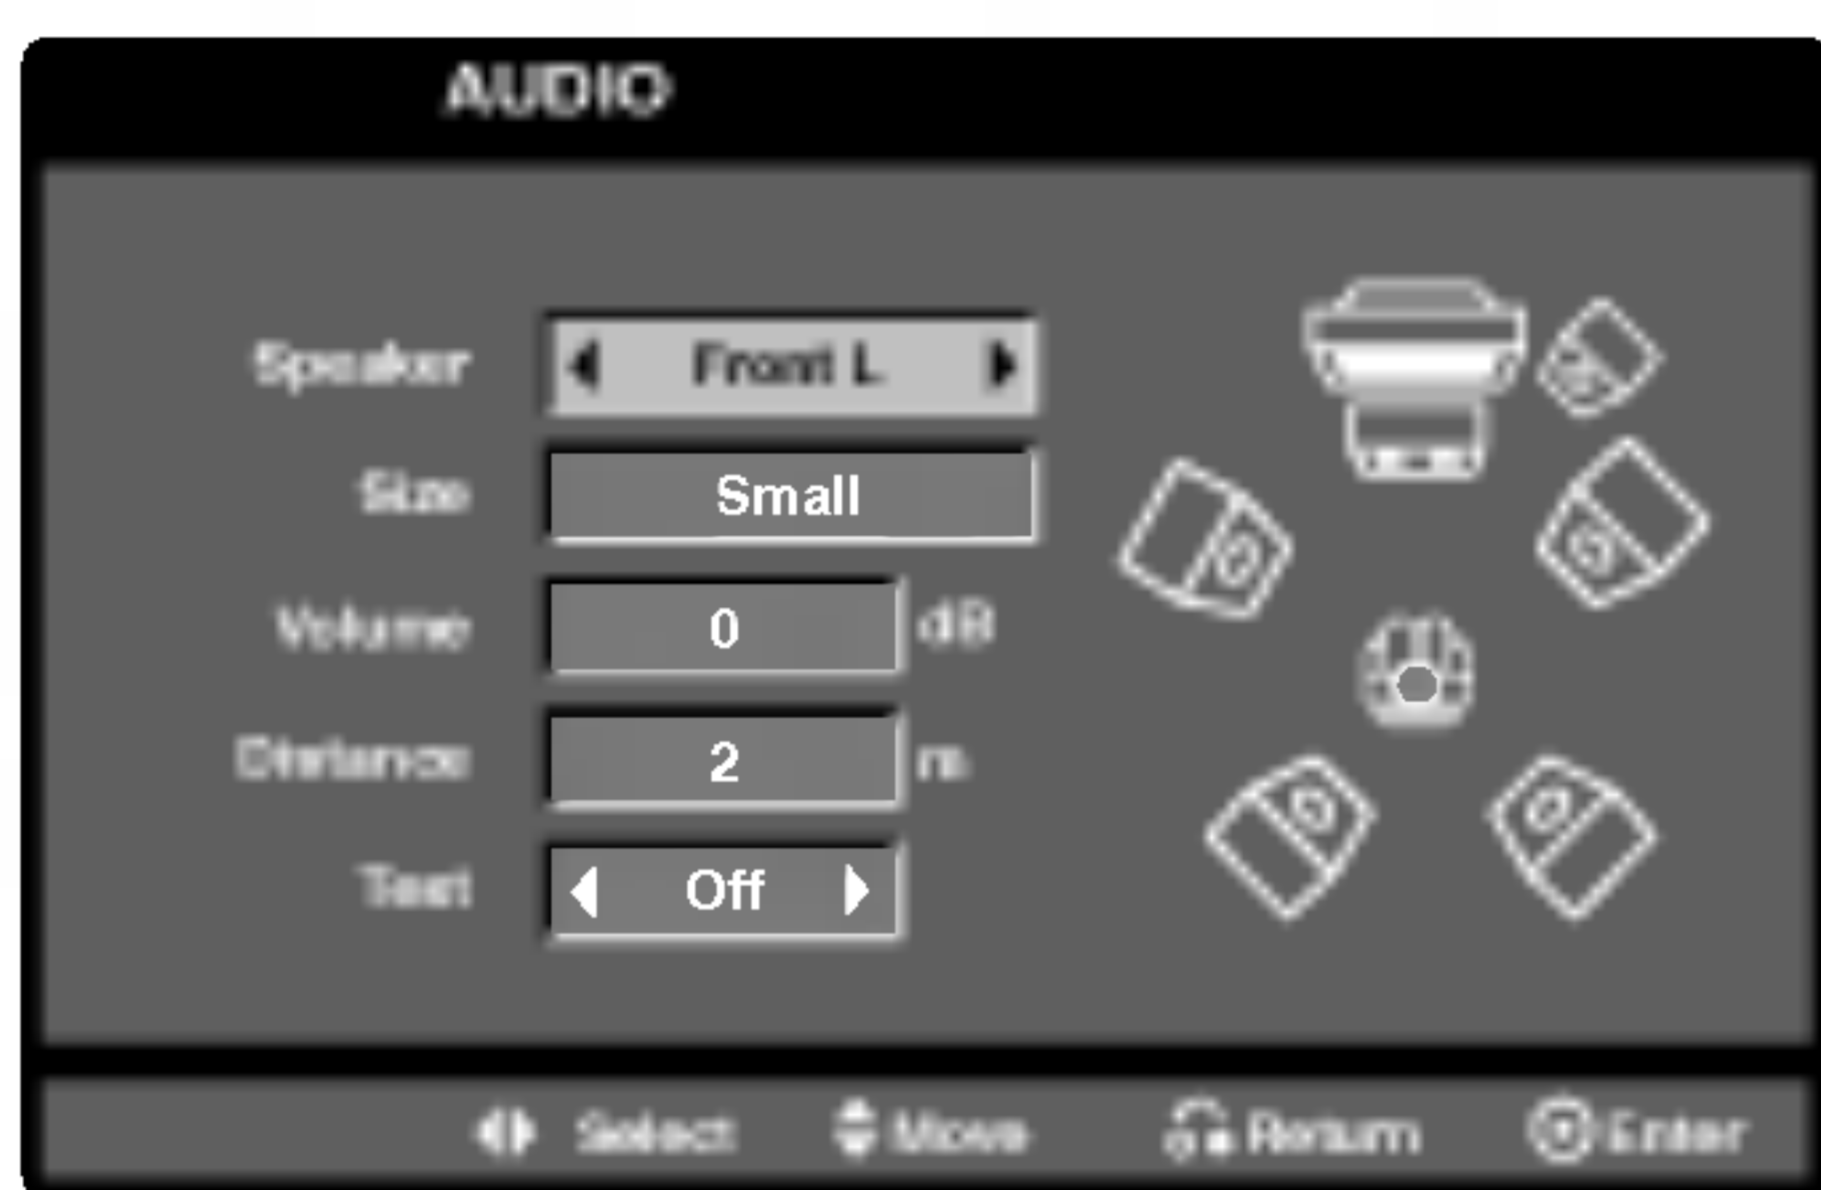 AUDIO
Speaker Front L
Size Small
Volume 0 dB
Distance 2 m
Test Off
Select Move Return Enter